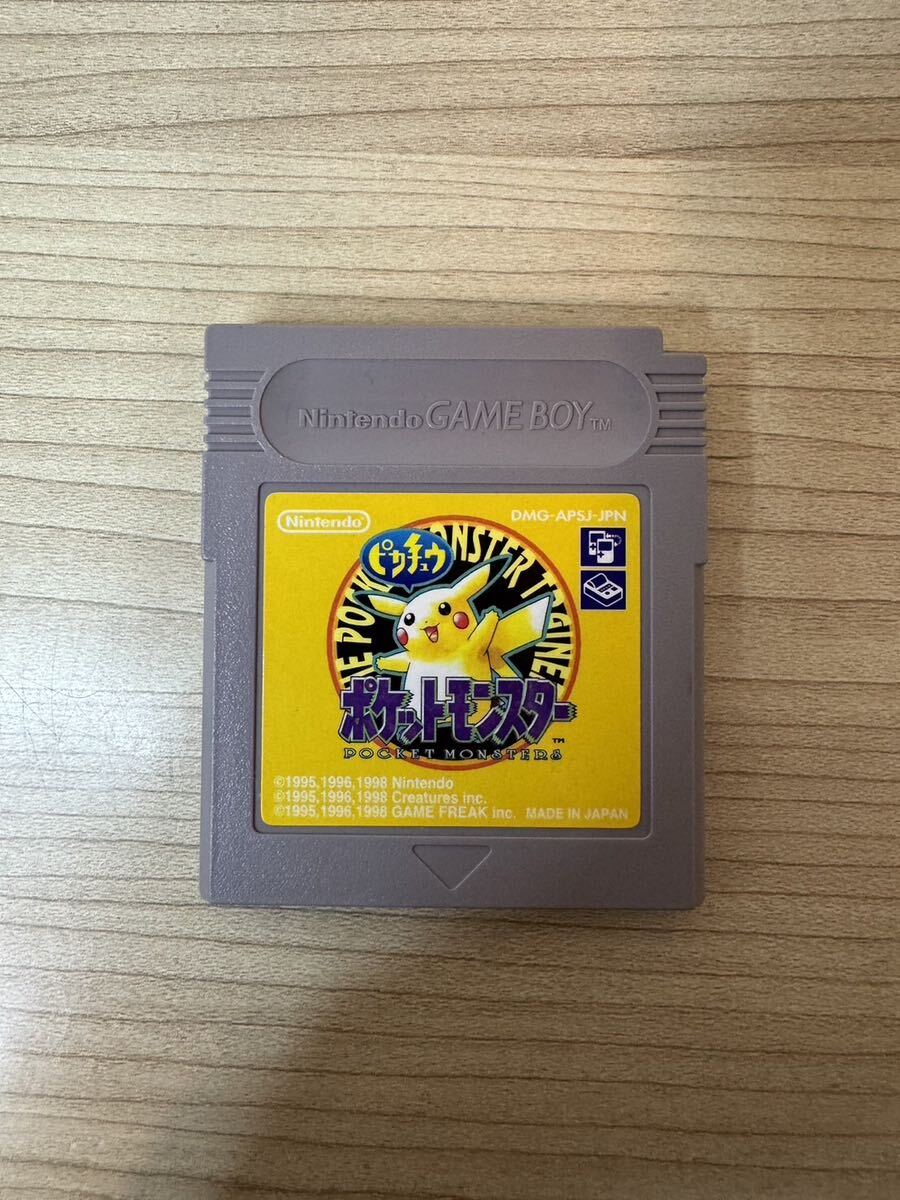 Nintendo GAME BOY™
Nintendo
DMG-APSJ-JPN
ピカチュウ
ポケットモンスター
™
POCKET MONSTERS
©1995,1996,1998 Nintendo
©1995,1996,1998 Creatures inc.
©1995,1996,1998 GAME FREAK inc. MADE IN JAPAN